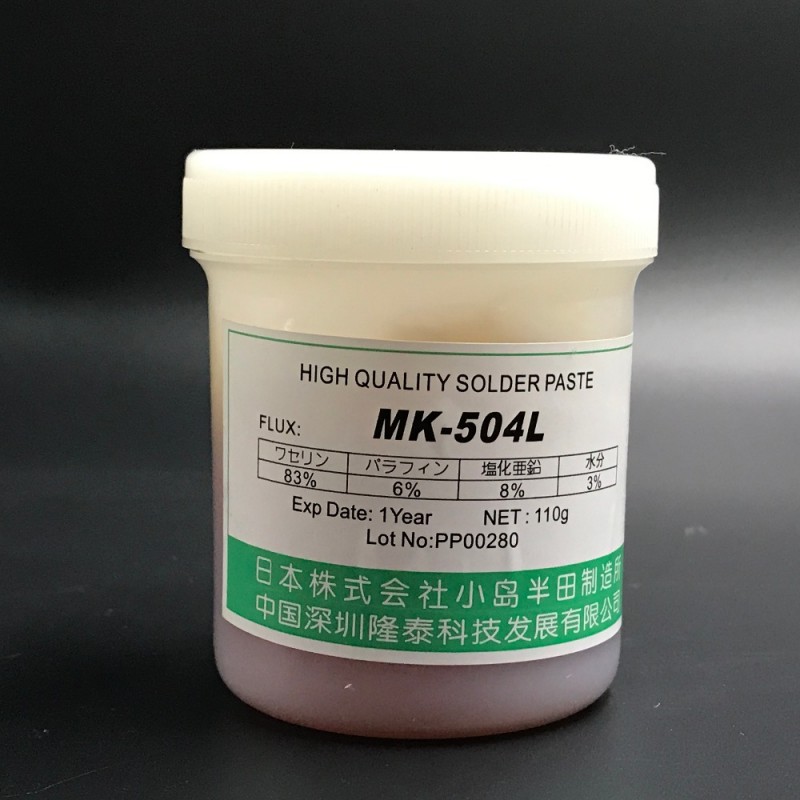 HIGH QUALITY SOLDER PASTE
FLUX: MK-504L
ワセリン パラフィン 塩化亜鉛 水分
83% 6% 8% 3%
Exp Date: 1Year NET : 110g
Lot No:PP00280
日本株式会社小岛半田制造所
中国深圳隆泰科技发展有限公司